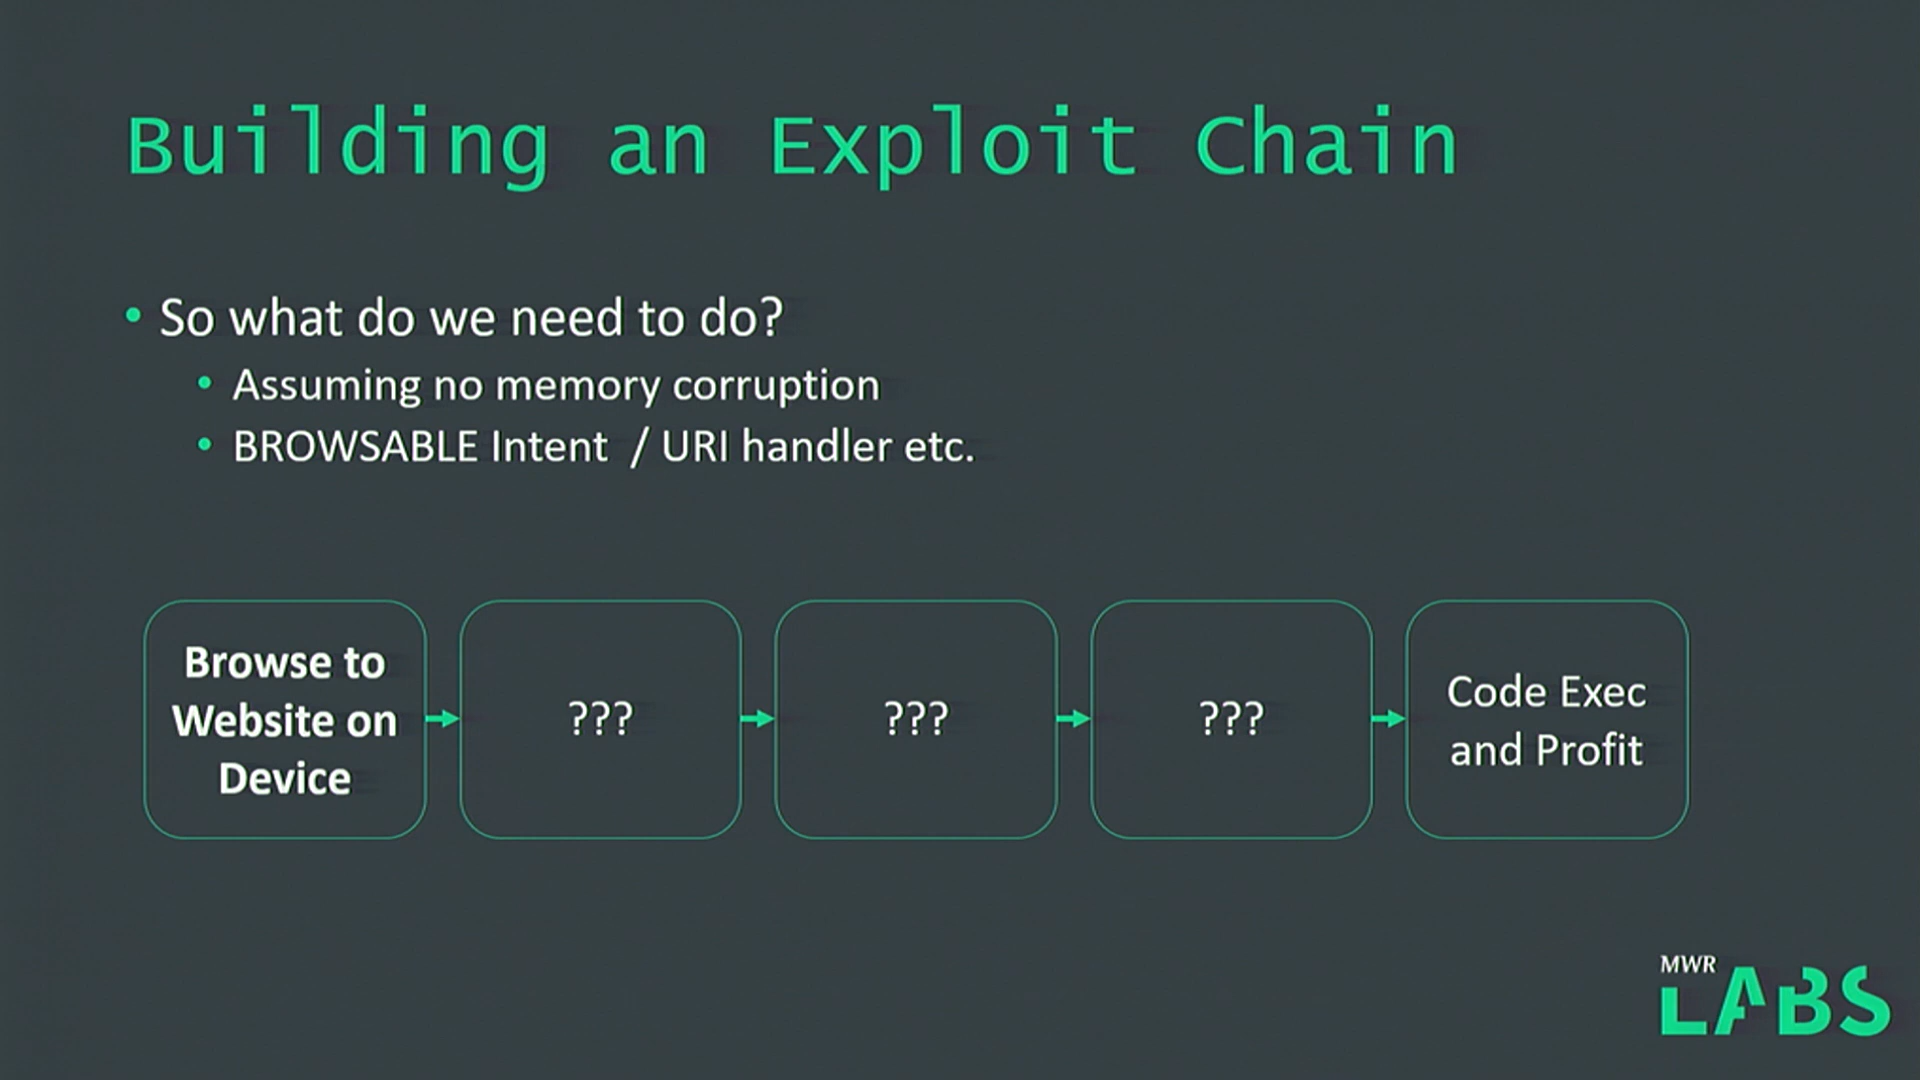 Building an Exploit Chain
• So what do we need to do?
• Assuming no memory corruption
• BROWSABLE Intent / URI handler etc.
Browse to
Website on
Device
???
???
???
Code Exec
and Profit
MWR
LABS